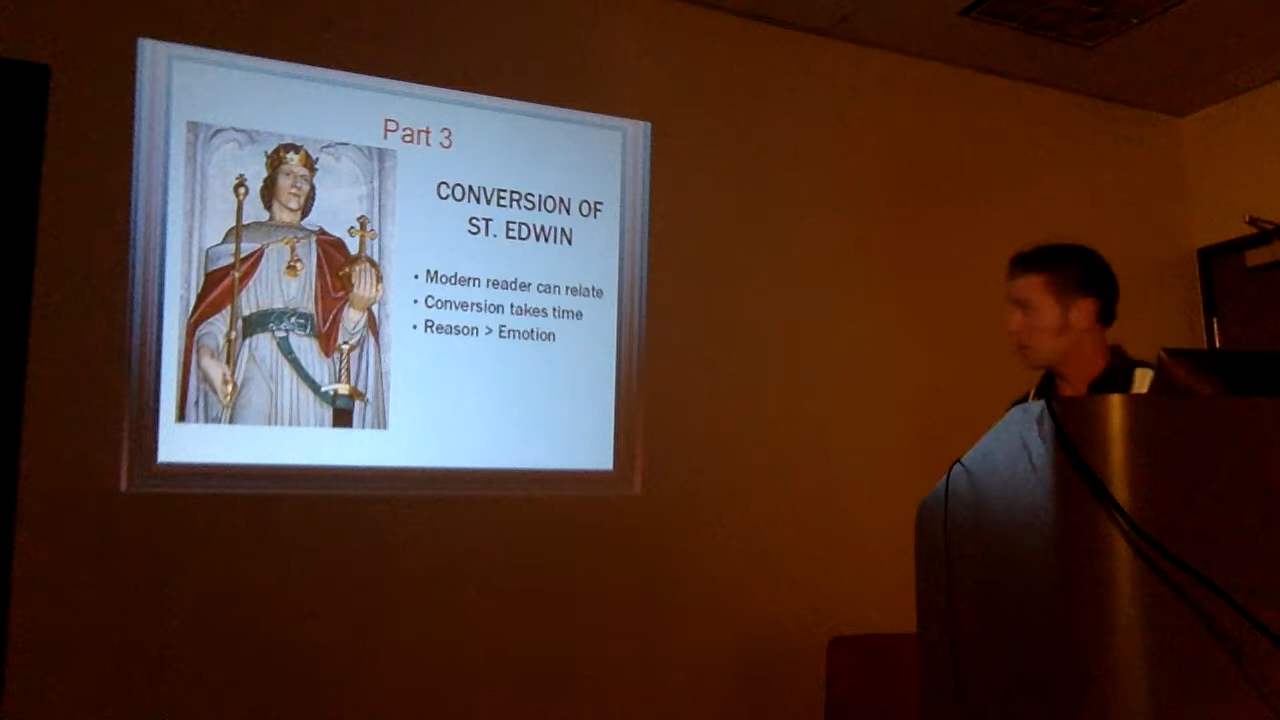 Part 3
CONVERSION OF
ST. EDWIN
• Modern reader can relate
• Conversion takes time
• Reason > Emotion